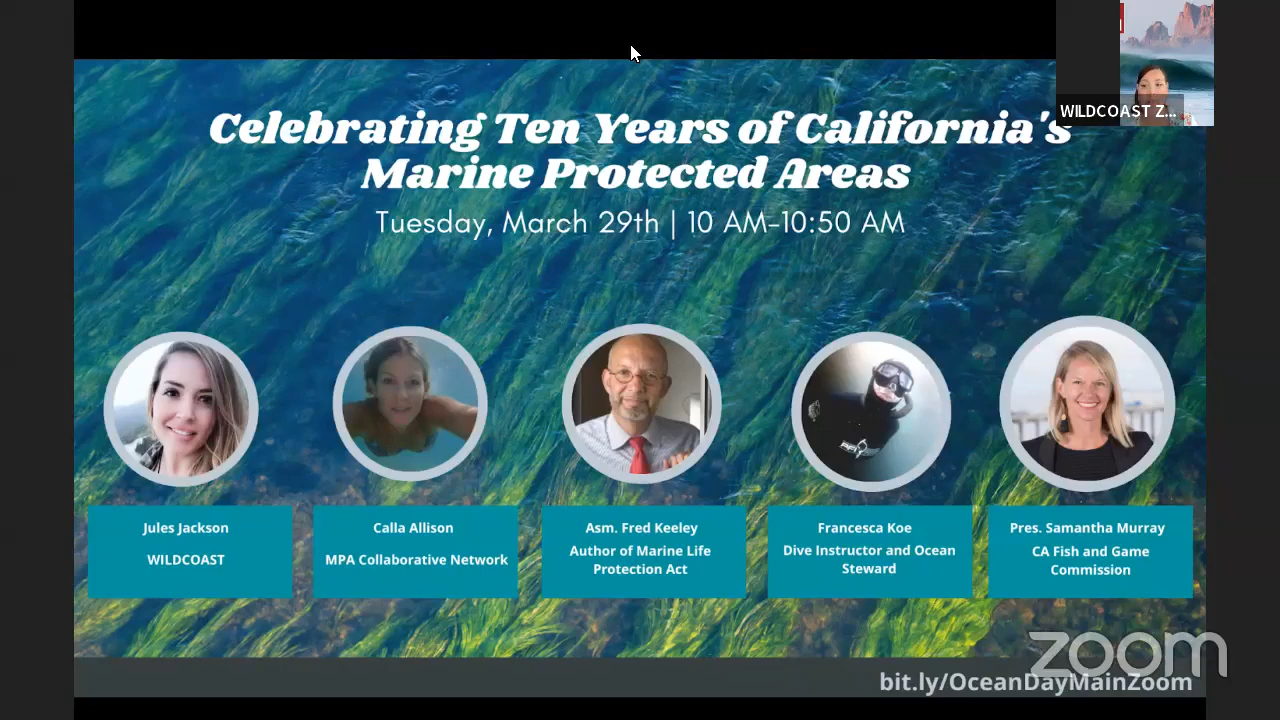 WILDCOAST Z...
Celebrating Ten Years of California's
Marine Protected Areas
Tuesday, March 29th | 10 AM-10:50 AM
Jules Jackson
WILDCOAST
Calla Allison
MPA Collaborative Network
Asm. Fred Keeley
Author of Marine Life
Protection Act
Francesca Koe
Dive Instructor and Ocean
Steward
Pres. Samantha Murray
CA Fish and Game
Commission
zoom
bit.ly/OceanDayMainZoom